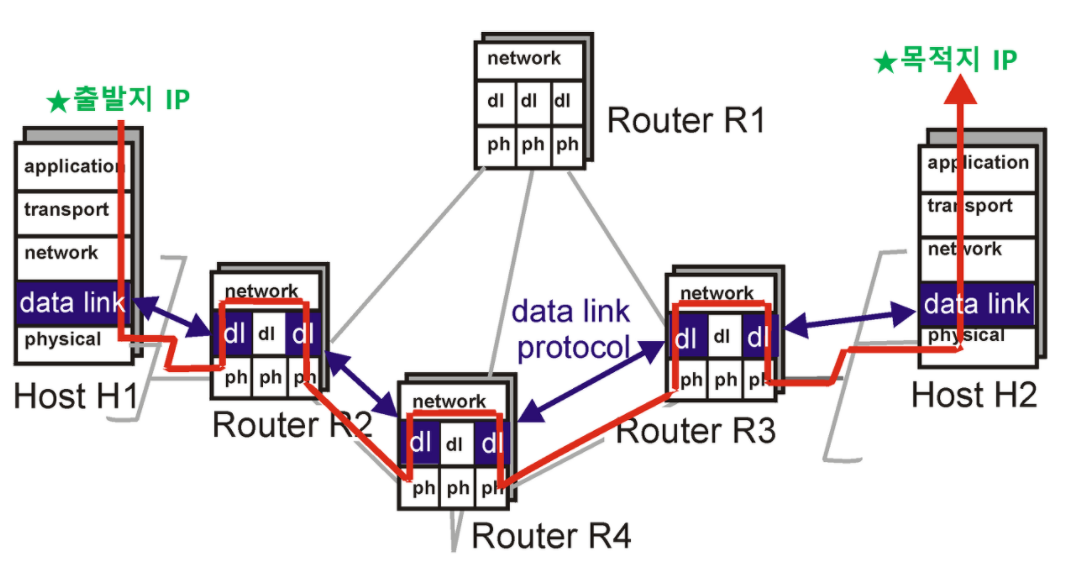 network
dl dl dl
ph ph ph
Router R1
★출발지 IP
★목적지 IP
application
transport
network
data link
physical
Host H1
network
dl dl dl
ph ph ph
Router R2
network
dl dl dl
ph ph ph
Router R4
data link
protocol
network
dl dl dl
ph ph ph
Router R3
application
transport
network
data link
physical
Host H2